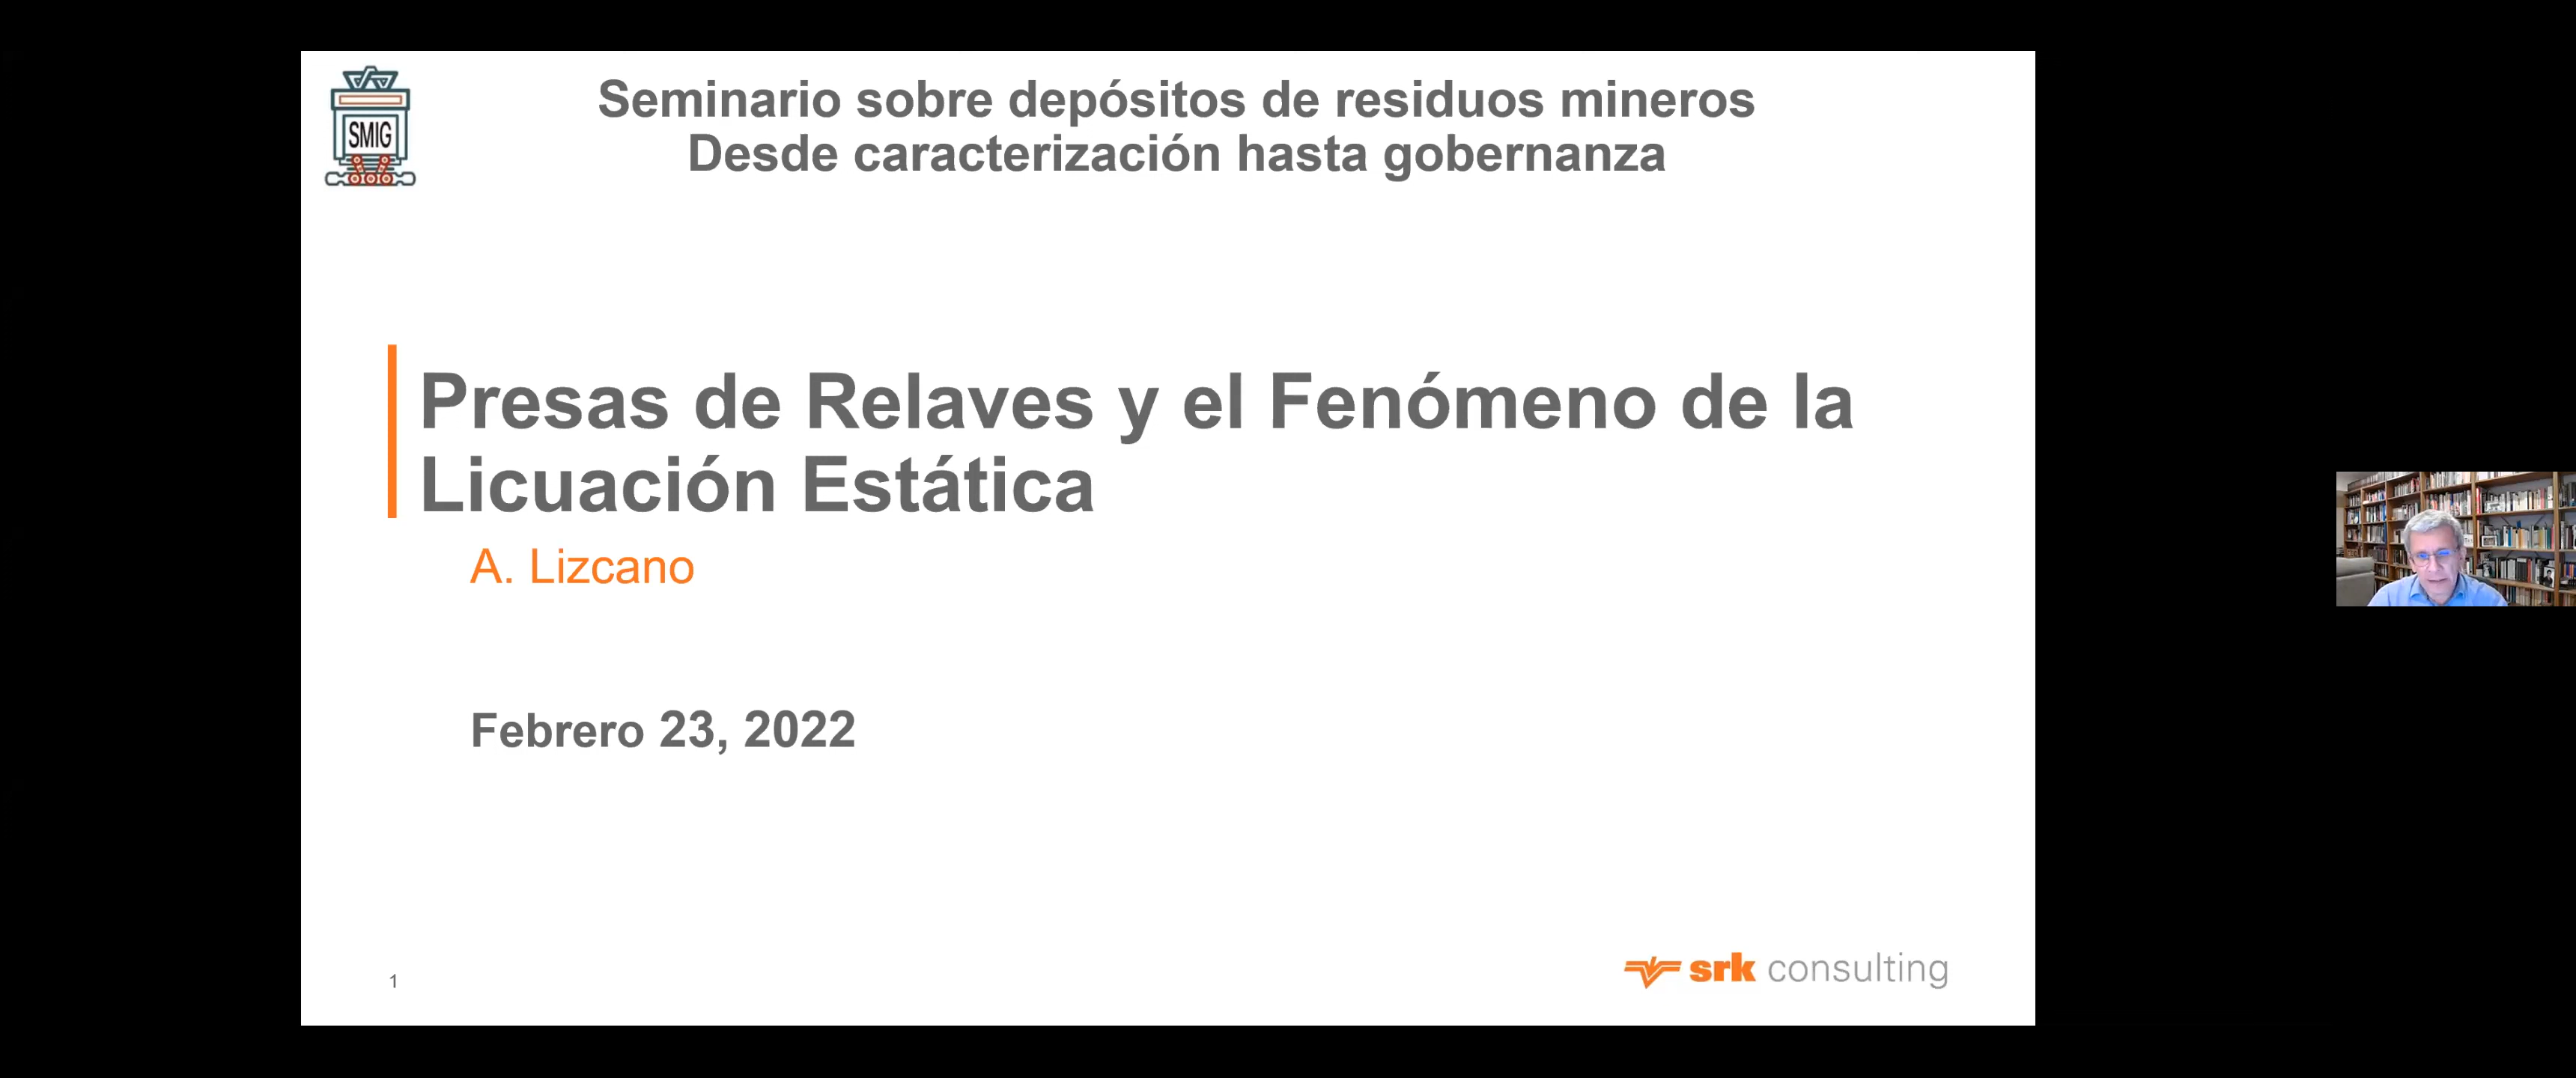 SMIG
Seminario sobre depósitos de residuos mineros
Desde caracterización hasta gobernanza
Presas de Relaves y el Fenómeno de la
Licuación Estática
A. Lizcano
Febrero 23, 2022
1
srk consulting